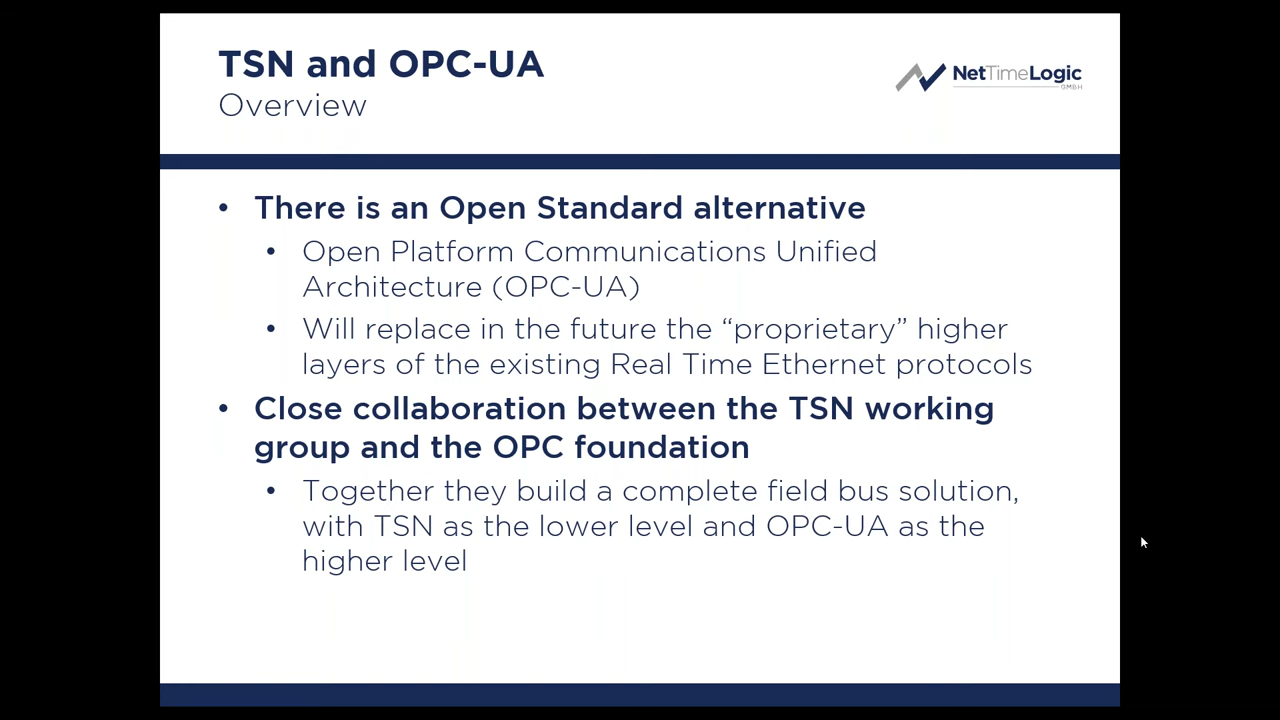 TSN and OPC-UA
Overview
NetTimeLogic
GMBH
• There is an Open Standard alternative
• Open Platform Communications Unified
Architecture (OPC-UA)
• Will replace in the future the “proprietary” higher
layers of the existing Real Time Ethernet protocols
• Close collaboration between the TSN working
group and the OPC foundation
• Together they build a complete field bus solution,
with TSN as the lower level and OPC-UA as the
higher level